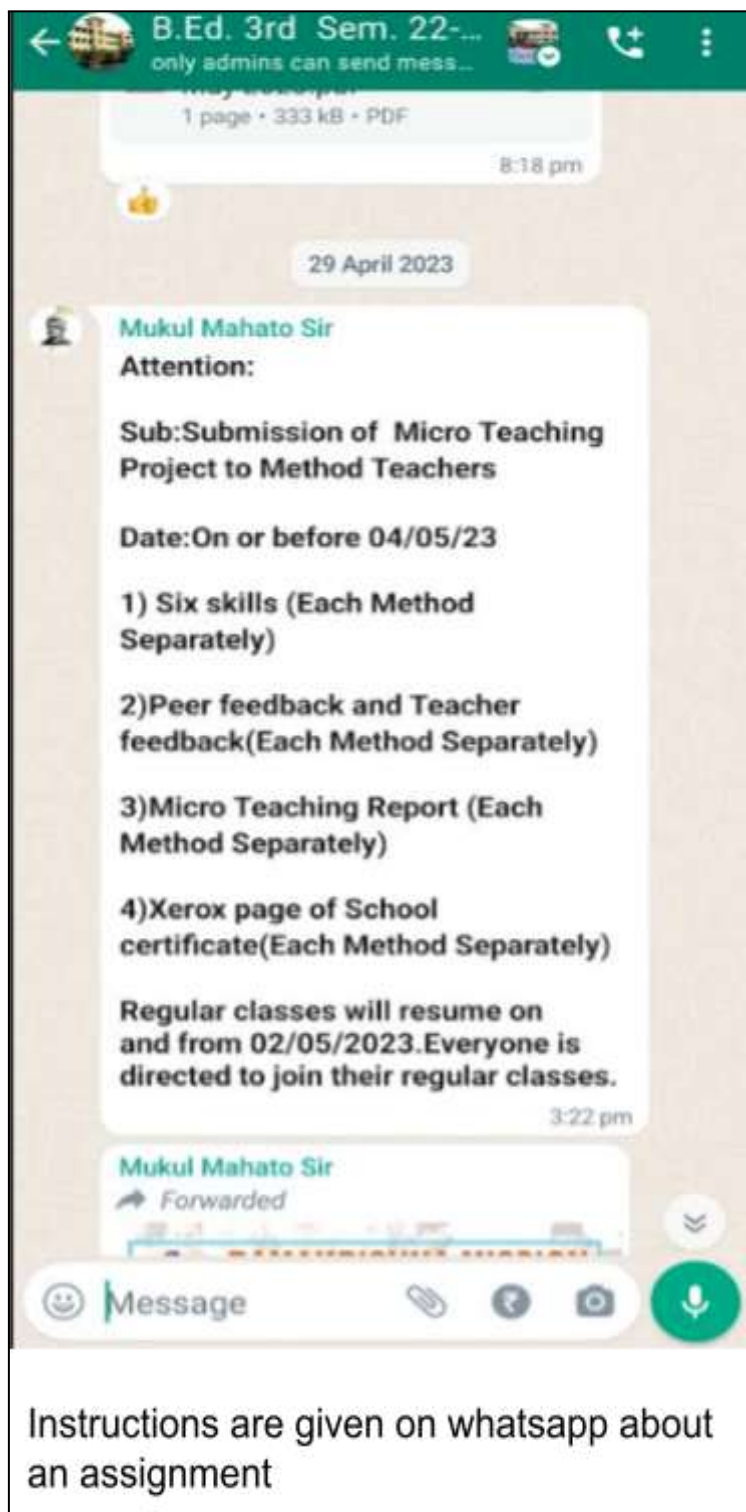 B.Ed. 3rd Sem. 22-...
only admins can send mess...
1 page • 333 kB • PDF
8:18 pm
29 April 2023
Mukul Mahato Sir
Attention:
Sub:Submission of Micro Teaching
Project to Method Teachers
Date:On or before 04/05/23
1) Six skills (Each Method
Separately)
2)Peer feedback and Teacher
feedback(Each Method Separately)
3)Micro Teaching Report (Each
Method Separately)
4)Xerox page of School
certificate(Each Method Separately)
Regular classes will resume on
and from 02/05/2023.Everyone is
directed to join their regular classes.
3:22 pm
Mukul Mahato Sir
Forwarded
Message
Instructions are given on whatsapp about
an assignment